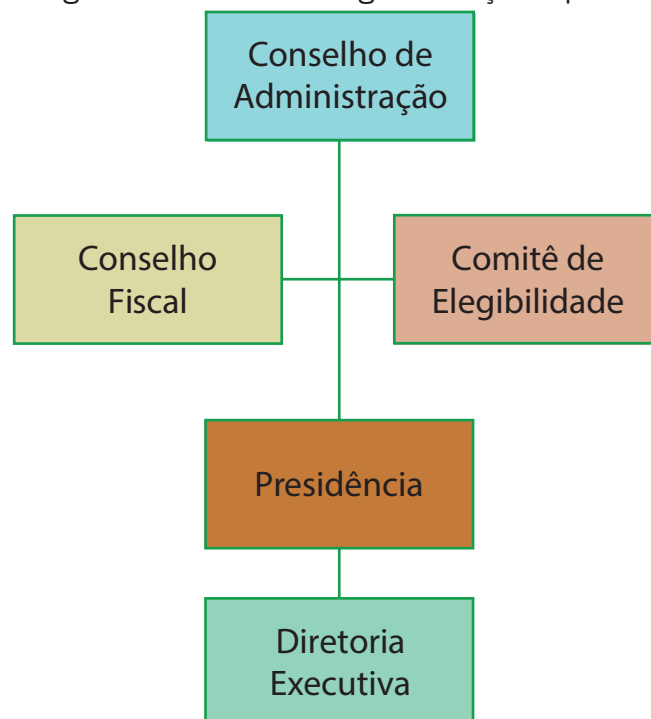 Conselho de
Administração
Conselho
Fiscal
Comitê de
Elegibilidade
Presidência
Diretoria
Executiva